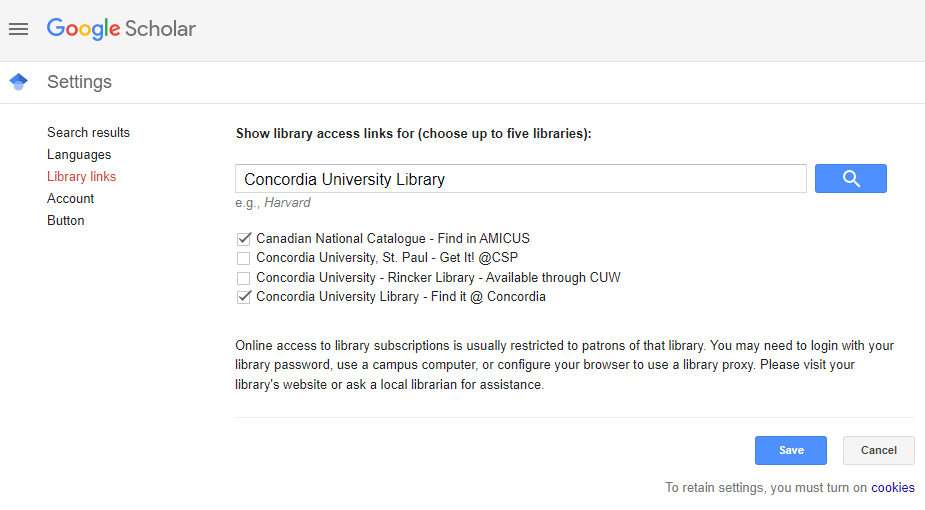 Google Scholar
Settings
Search results
Languages
Library links
Account
Button
Show library access links for (choose up to five libraries):
Concordia University Library
e.g., Harvard
Canadian National Catalogue - Find in AMICUS
Concordia University, St. Paul - Get It! @CSP
Concordia University - Rincker Library - Available through CUW
Concordia University Library - Find it @ Concordia
Online access to library subscriptions is usually restricted to patrons of that library. You may need to login with your
library password, use a campus computer, or configure your browser to use a library proxy. Please visit your
library's website or ask a local librarian for assistance.
Save
Cancel
To retain settings, you must turn on cookies